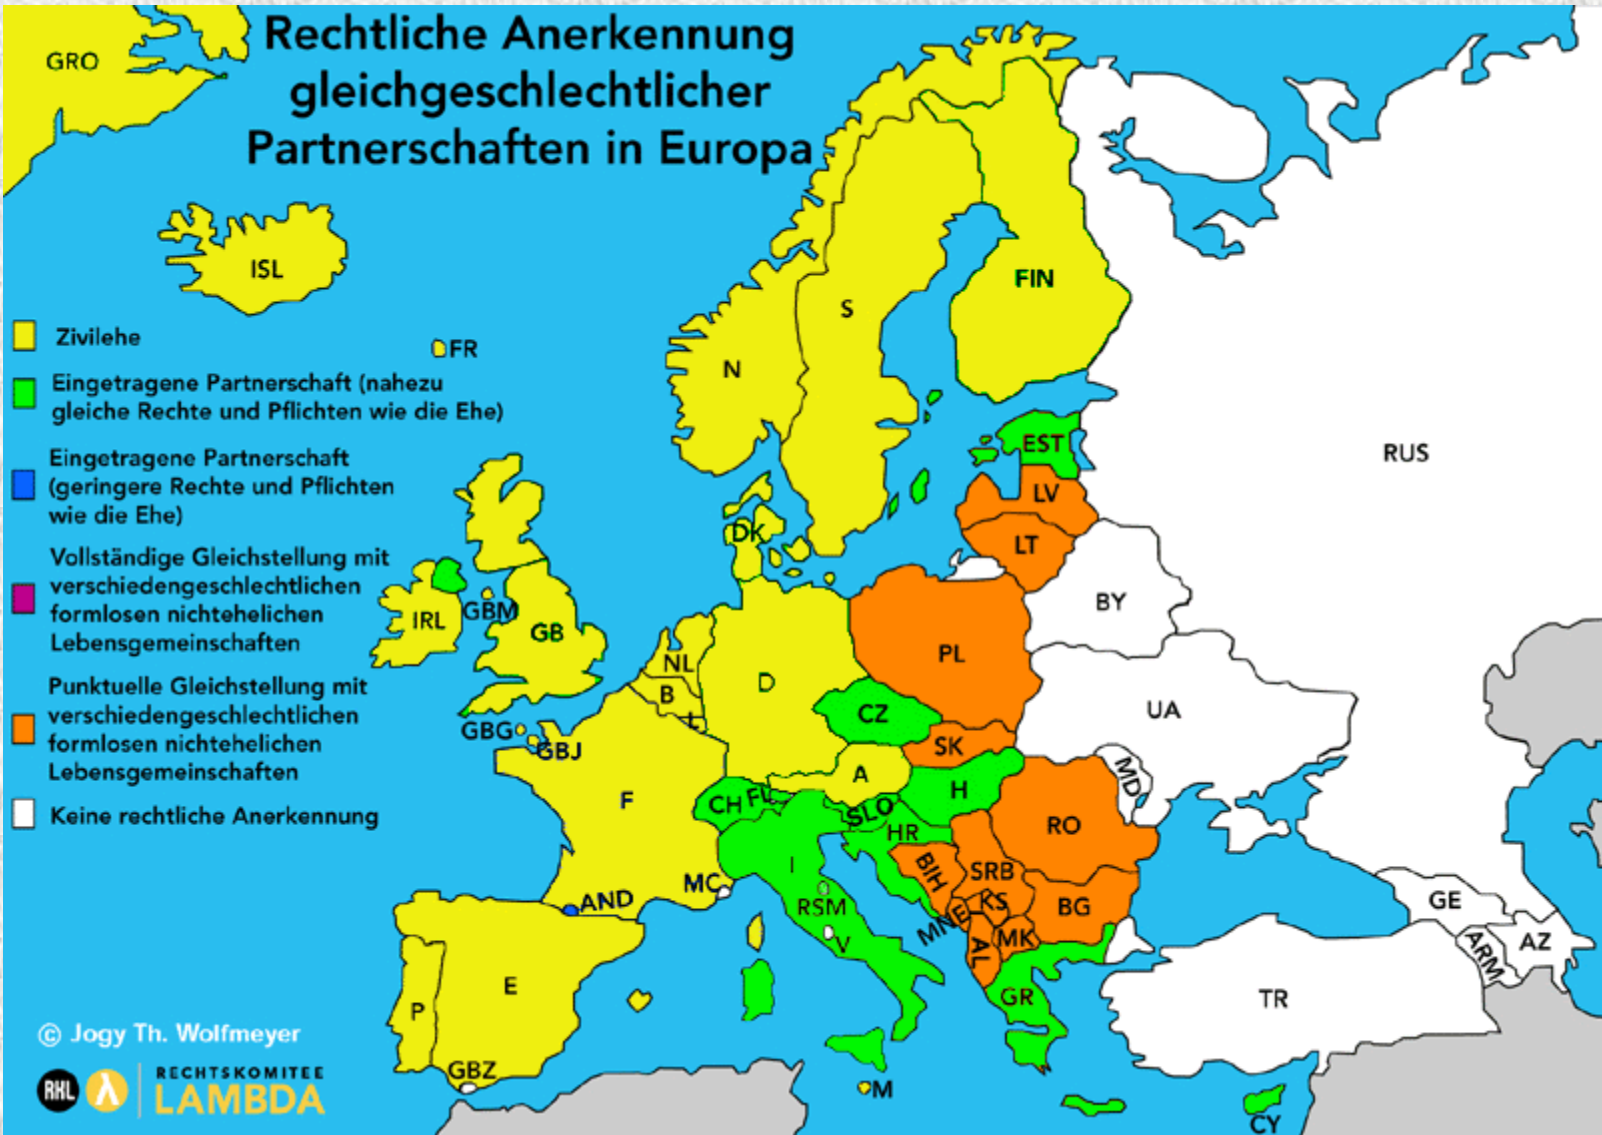 Rechtliche Anerkennung
gleichgeschlechtlicher
Partnerschaften in Europa
GRO
ISL
FR
Zivilehe
Eingetragene Partnerschaft (nahezu
gleiche Rechte und Pflichten wie die Ehe)
Eingetragene Partnerschaft
(geringere Rechte und Pflichten
wie die Ehe)
Vollständige Gleichstellung mit
verschiedengeschlechtlichen
formlosen nichtehelichen
Lebensgemeinschaften
Punktuelle Gleichstellung mit
verschiedengeschlechtlichen
formlosen nichtehelichen
Lebensgemeinschaften
Keine rechtliche Anerkennung
N
S
FIN
RUS
EST
LV
LT
DK
BY
IRL
GBM
GB
NL
B
L
D
PL
CZ
UA
GBG
GBJ
SK
A
MD
F
CH
FL
H
SLO
HR
RO
I
BIH
SRB
MC
AND
RSM
KS
BG
GE
MNE
MK
V
AL
ARM
AZ
P
E
GR
TR
GBZ
M
CY
© Jogy Th. Wolfmeyer
RKL
λ
RECHTSKOMITEE
LAMBDA